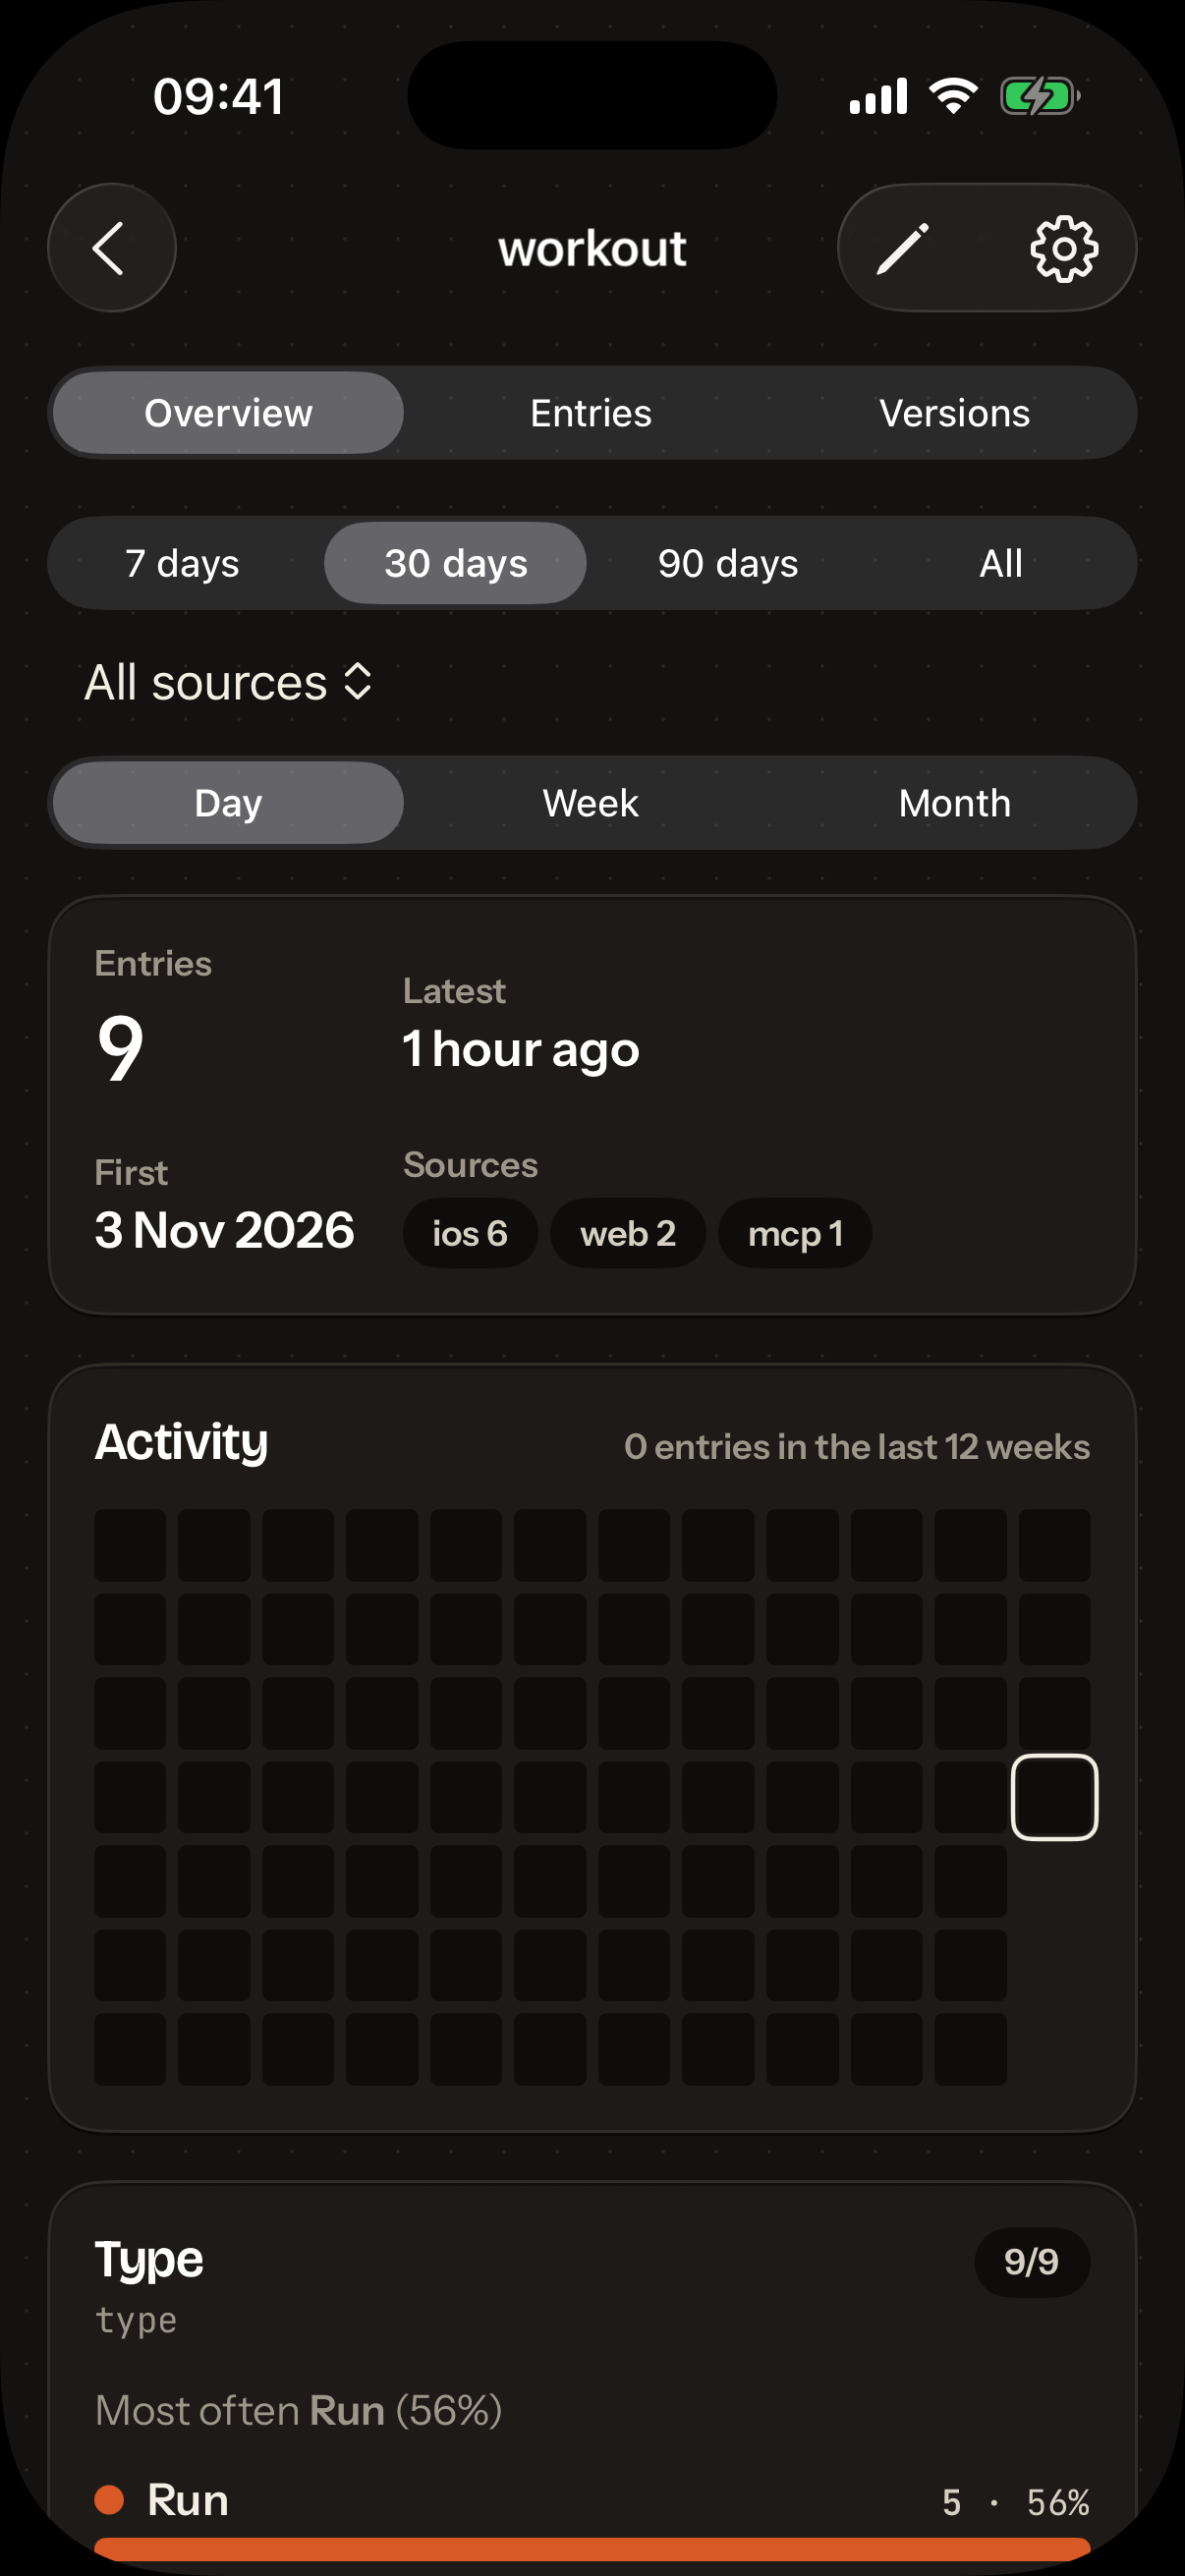 09:41
workout
Overview Entries Versions
7 days 30 days 90 days All
All sources
Day Week Month
Entries
9
Latest
1 hour ago
First
3 Nov 2026
Sources
ios 6 web 2 mcp 1
Activity
0 entries in the last 12 weeks
Type
9/9
type
Most often Run (56%)
Run
5 · 56%